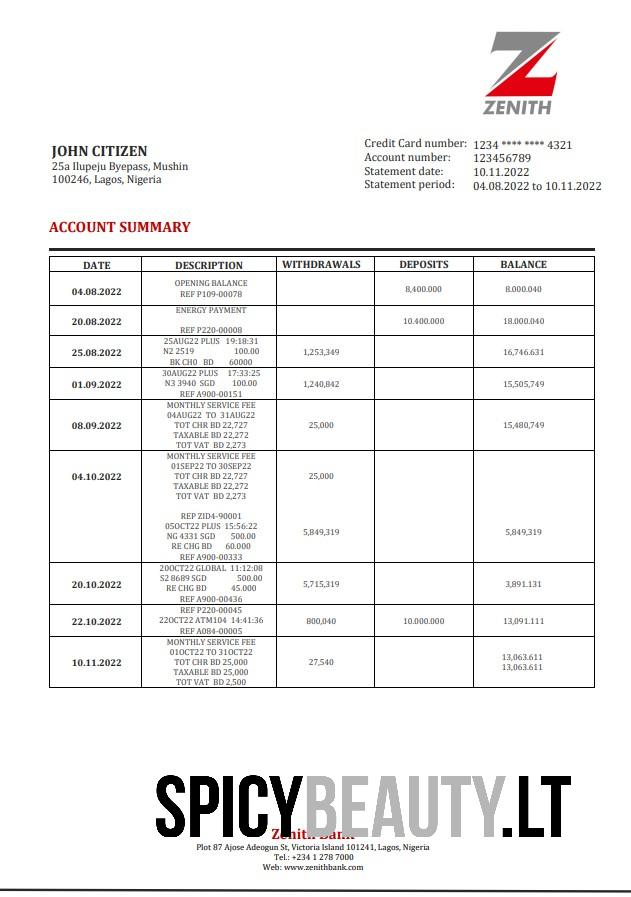 ZENITH
JOHN CITIZEN
25a Ilupeju Byepass, Mushin
100246, Lagos, Nigeria
Credit Card number: 1234 **** **** 4321
Account number: 123456789
Statement date: 10.11.2022
Statement period: 04.08.2022 to 10.11.2022
ACCOUNT SUMMARY
DATE DESCRIPTION WITHDRAWALS DEPOSITS BALANCE
OPENING BALANCE
04.08.2022 8,400.000 8.000.040
REF P109-00078
ENERGY PAYMENT
20.08.2022 10.400.000 18.000.040
REF P220-00008
25AUG22 PLUS 19:18:31
25.08.2022 N2 2519 100.00 1,253,349 16,746.631
BK CH0 BD 60000
30AUG22 PLUS 17:33:25
01.09.2022 N3 3940 SGD 100.00 1,240,842 15,505,749
REF A900-00151
MONTHLY SERVICE FEE
04AUG22 TO 31AUG22
08.09.2022 TOT CHR BD 22,727 25,000 15,480,749
TAXABLE BD 22,272
TOT VAT BD 2,273
MONTHLY SERVICE FEE
01SEP22 TO 30SEP22
04.10.2022 TOT CHR BD 22,727 25,000
TAXABLE BD 22,272
TOT VAT BD 2,273
REP ZID4-90001
05OCT22 PLUS 15:56:22
NG 4331 SGD 500.00 5,849,319 5,849,319
RE CHG BD 60.000
REF A900-00333
20OCT22 GLOBAL 11:12:08
S2 8689 SGD 500.00
20.10.2022 RE CHG BD 45.000 5,715,319 3,891.131
REF A900-00436
REF P220-00045
22.10.2022 22OCT22 ATM104 14:41:36 800,040 10.000.000 13,091.111
REF A084-00005
MONTHLY SERVICE FEE
01OCT22 TO 31OCT22 13,063.611
10.11.2022 TOT CHR BD 25,000 27,540 13,063.611
TAXABLE BD 25,000
TOT VAT BD 2,500
SPICYBEAUTY.LT
Zenith Bank
Plot 87 Ajose Adeogun St, Victoria Island 101241, Lagos, Nigeria
Tel.: +234 1 278 7000
Web: www.zenithbank.com